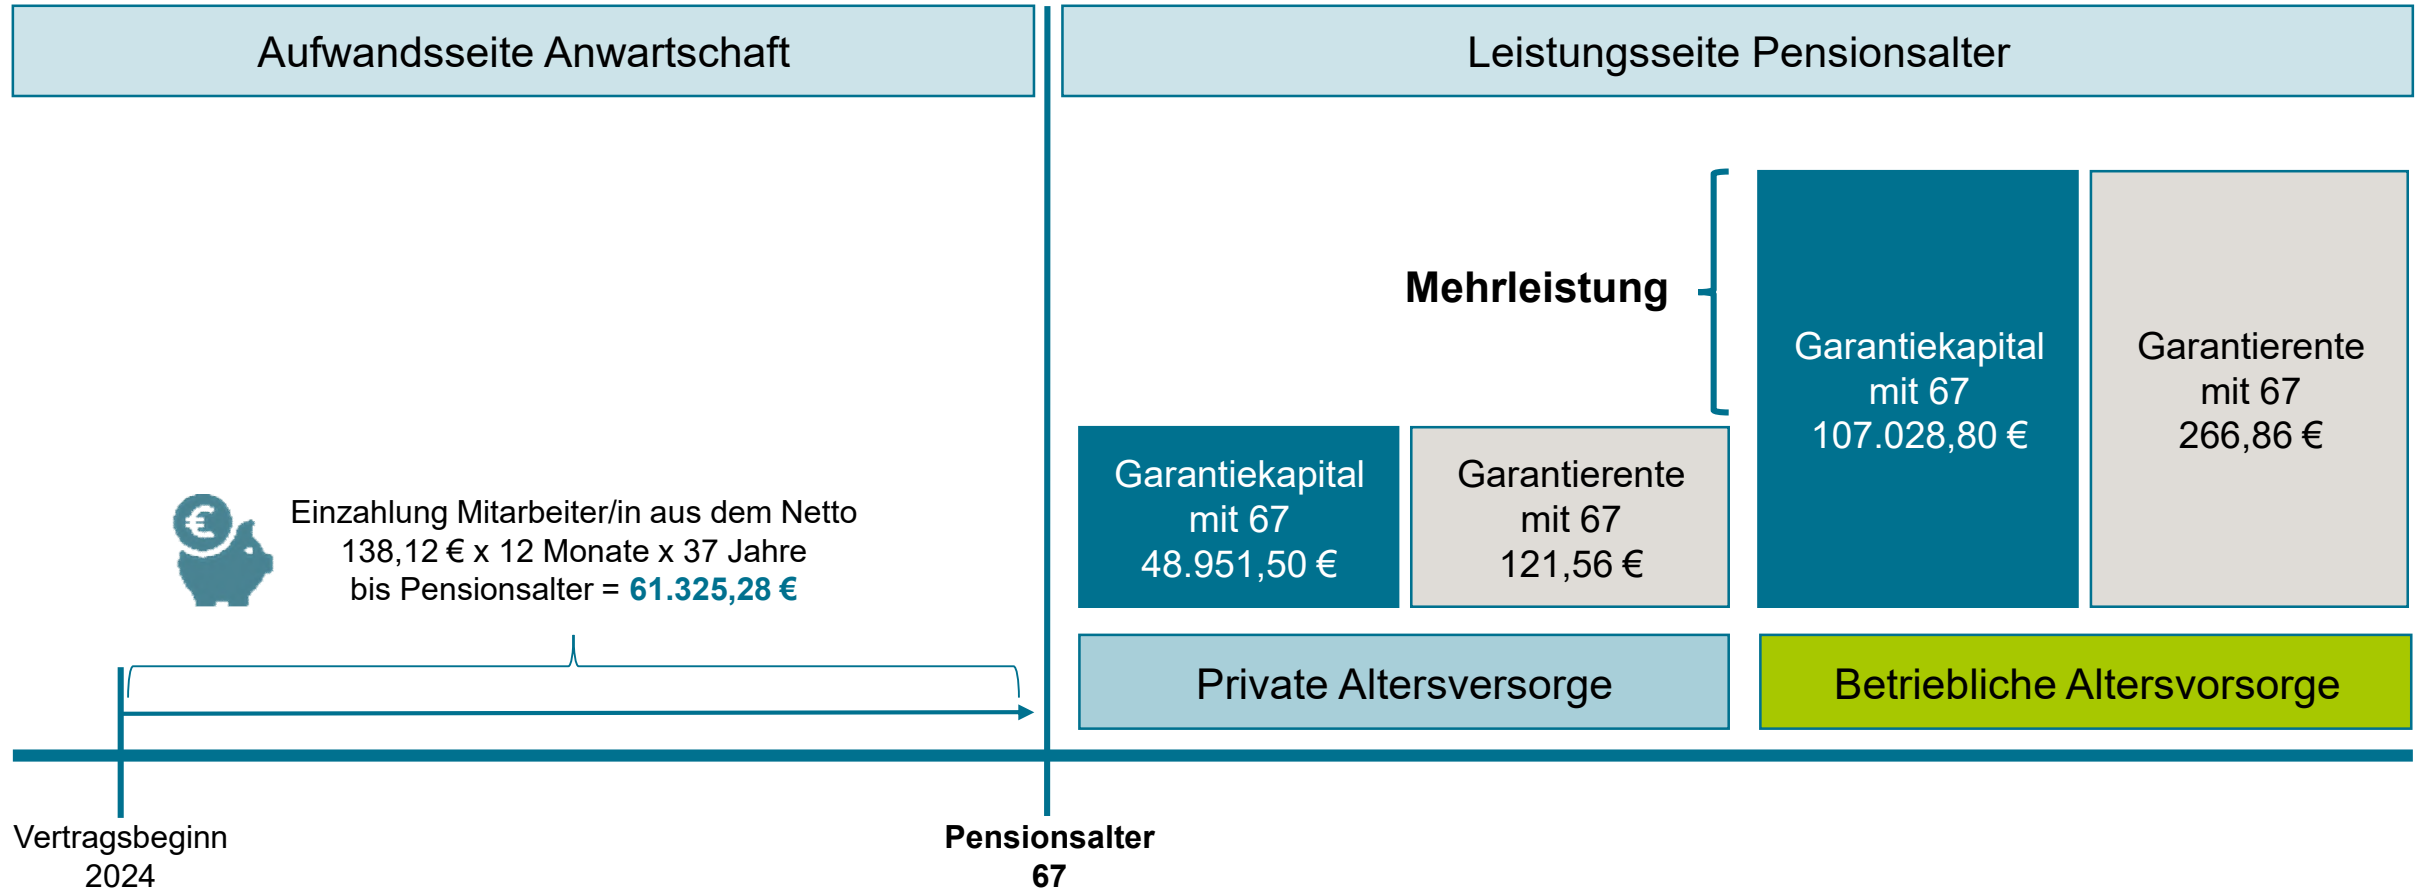 Aufwandsseite Anwartschaft
Leistungsseite Pensionsalter
Mehrleistung
Garantiekapital
mit 67
107.028,80 €
Garantierente
mit 67
266,86 €
Garantiekapital
mit 67
48.951,50 €
Garantierente
mit 67
121,56 €
€
Einzahlung Mitarbeiter/in aus dem Netto
138,12 € x 12 Monate x 37 Jahre
bis Pensionsalter = 61.325,28 €
Private Altersversorge
Betriebliche Altersvorsorge
Vertragsbeginn
2024
Pensionsalter
67